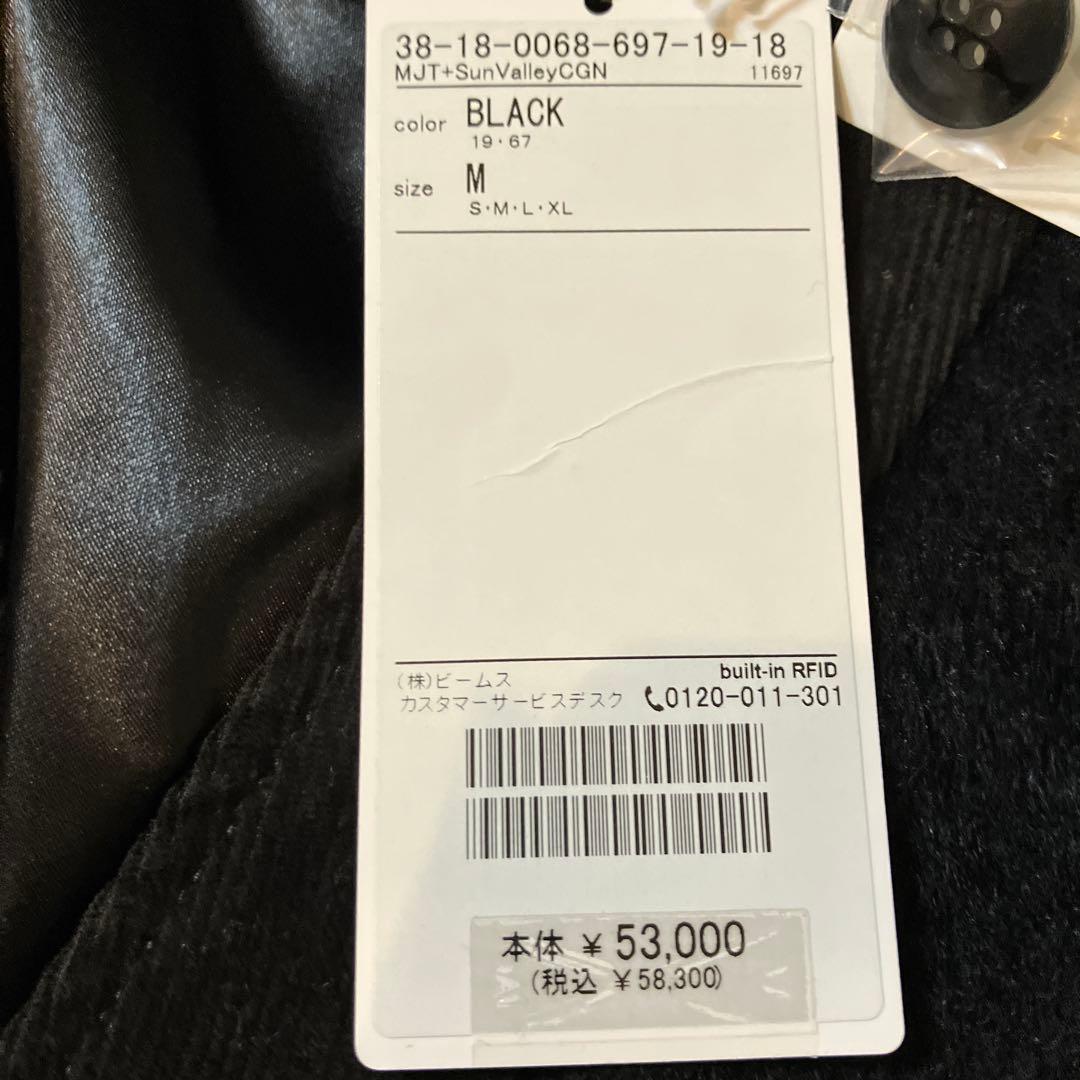 38-18-0068-697-19-18
MJT+SunValleyCGN 11697
color BLACK
19・67
size M
S・M・L・XL
built-in RFID
(株)ビームス
カスタマーサービスデスク 0120-011-301
本体 ¥ 53,000
(税込 ¥58,300)